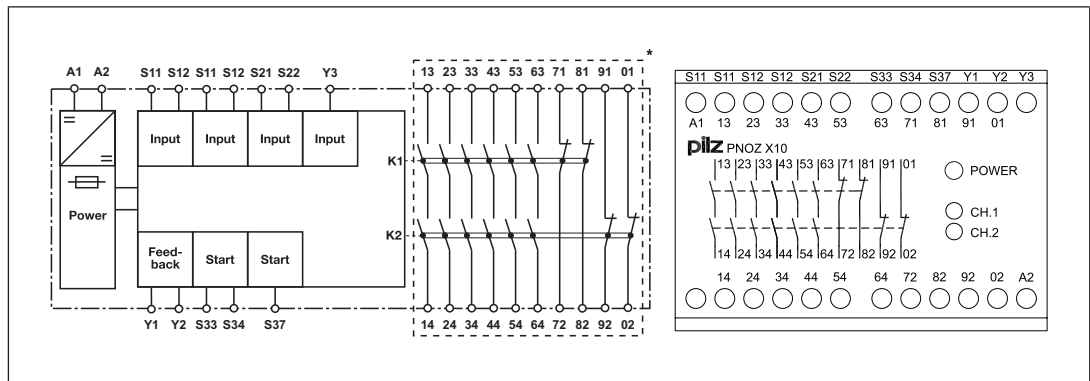 *
A1 A2 S11 S12 S11 S12 S21 S22 Y3 13 23 33 43 53 63 71 81 91 01
Input Input Input Input
K1
Power
K2
Feed-
back
Start Start
Y1 Y2 S33 S34 S37 14 24 34 44 54 64 72 82 92 02
S11 S11 S12 S12 S21 S22 S33 S34 S37 Y1 Y2 Y3
A1 13 23 33 43 53 63 71 81 91 01
pilz PNOZ X10
13 23 33 43 53 63 71 81 91 01
POWER
CH.1
CH.2
14 24 34 44 54 64 72 82 92 02
14 24 34 44 54 64 72 82 92 02 A2